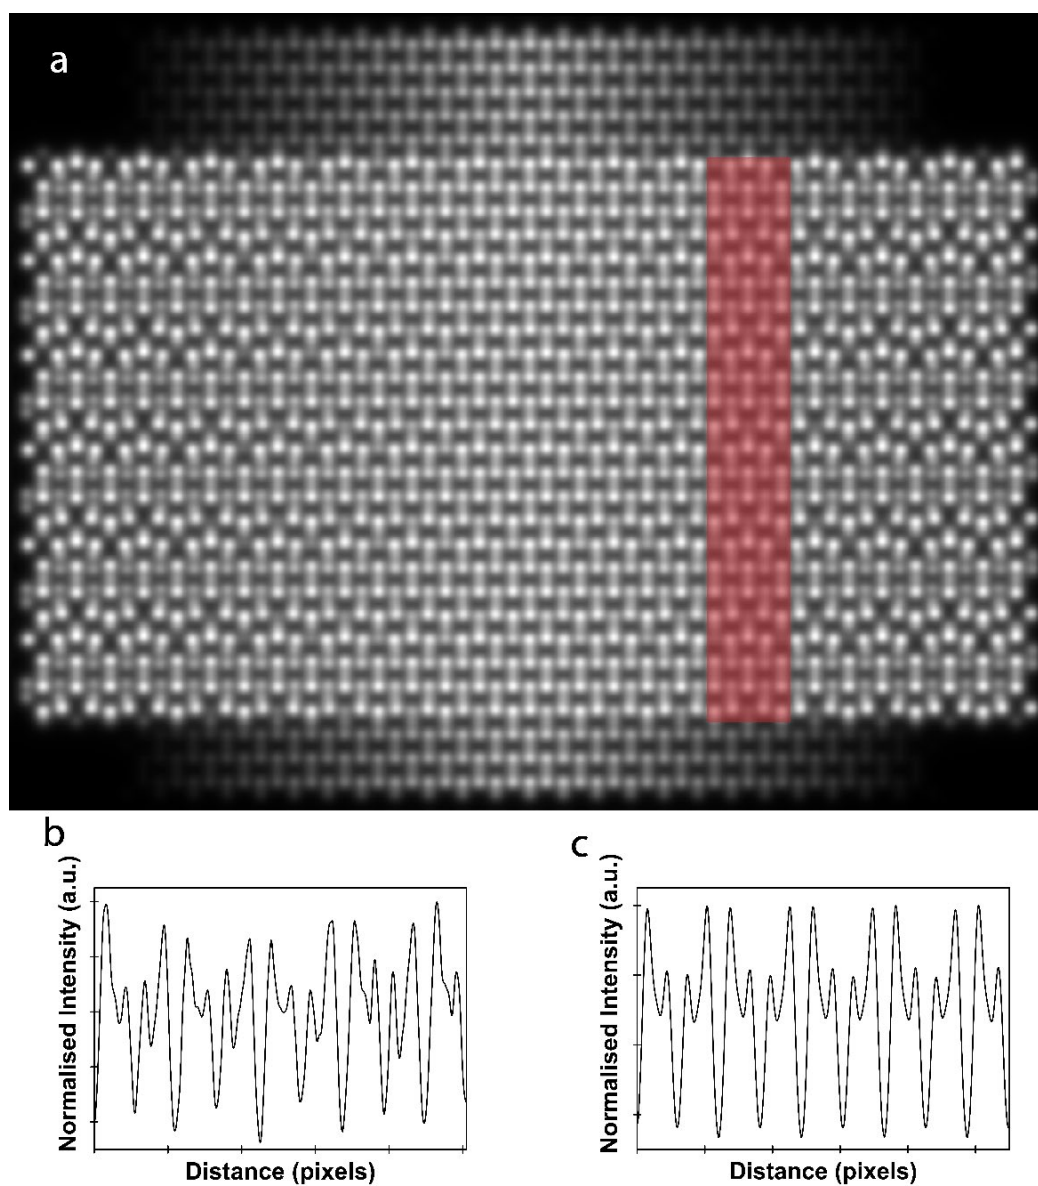 a
b
c
Normalised Intensity (a.u.)
Distance (pixels)
Normalised Intensity (a.u.)
Distance (pixels)